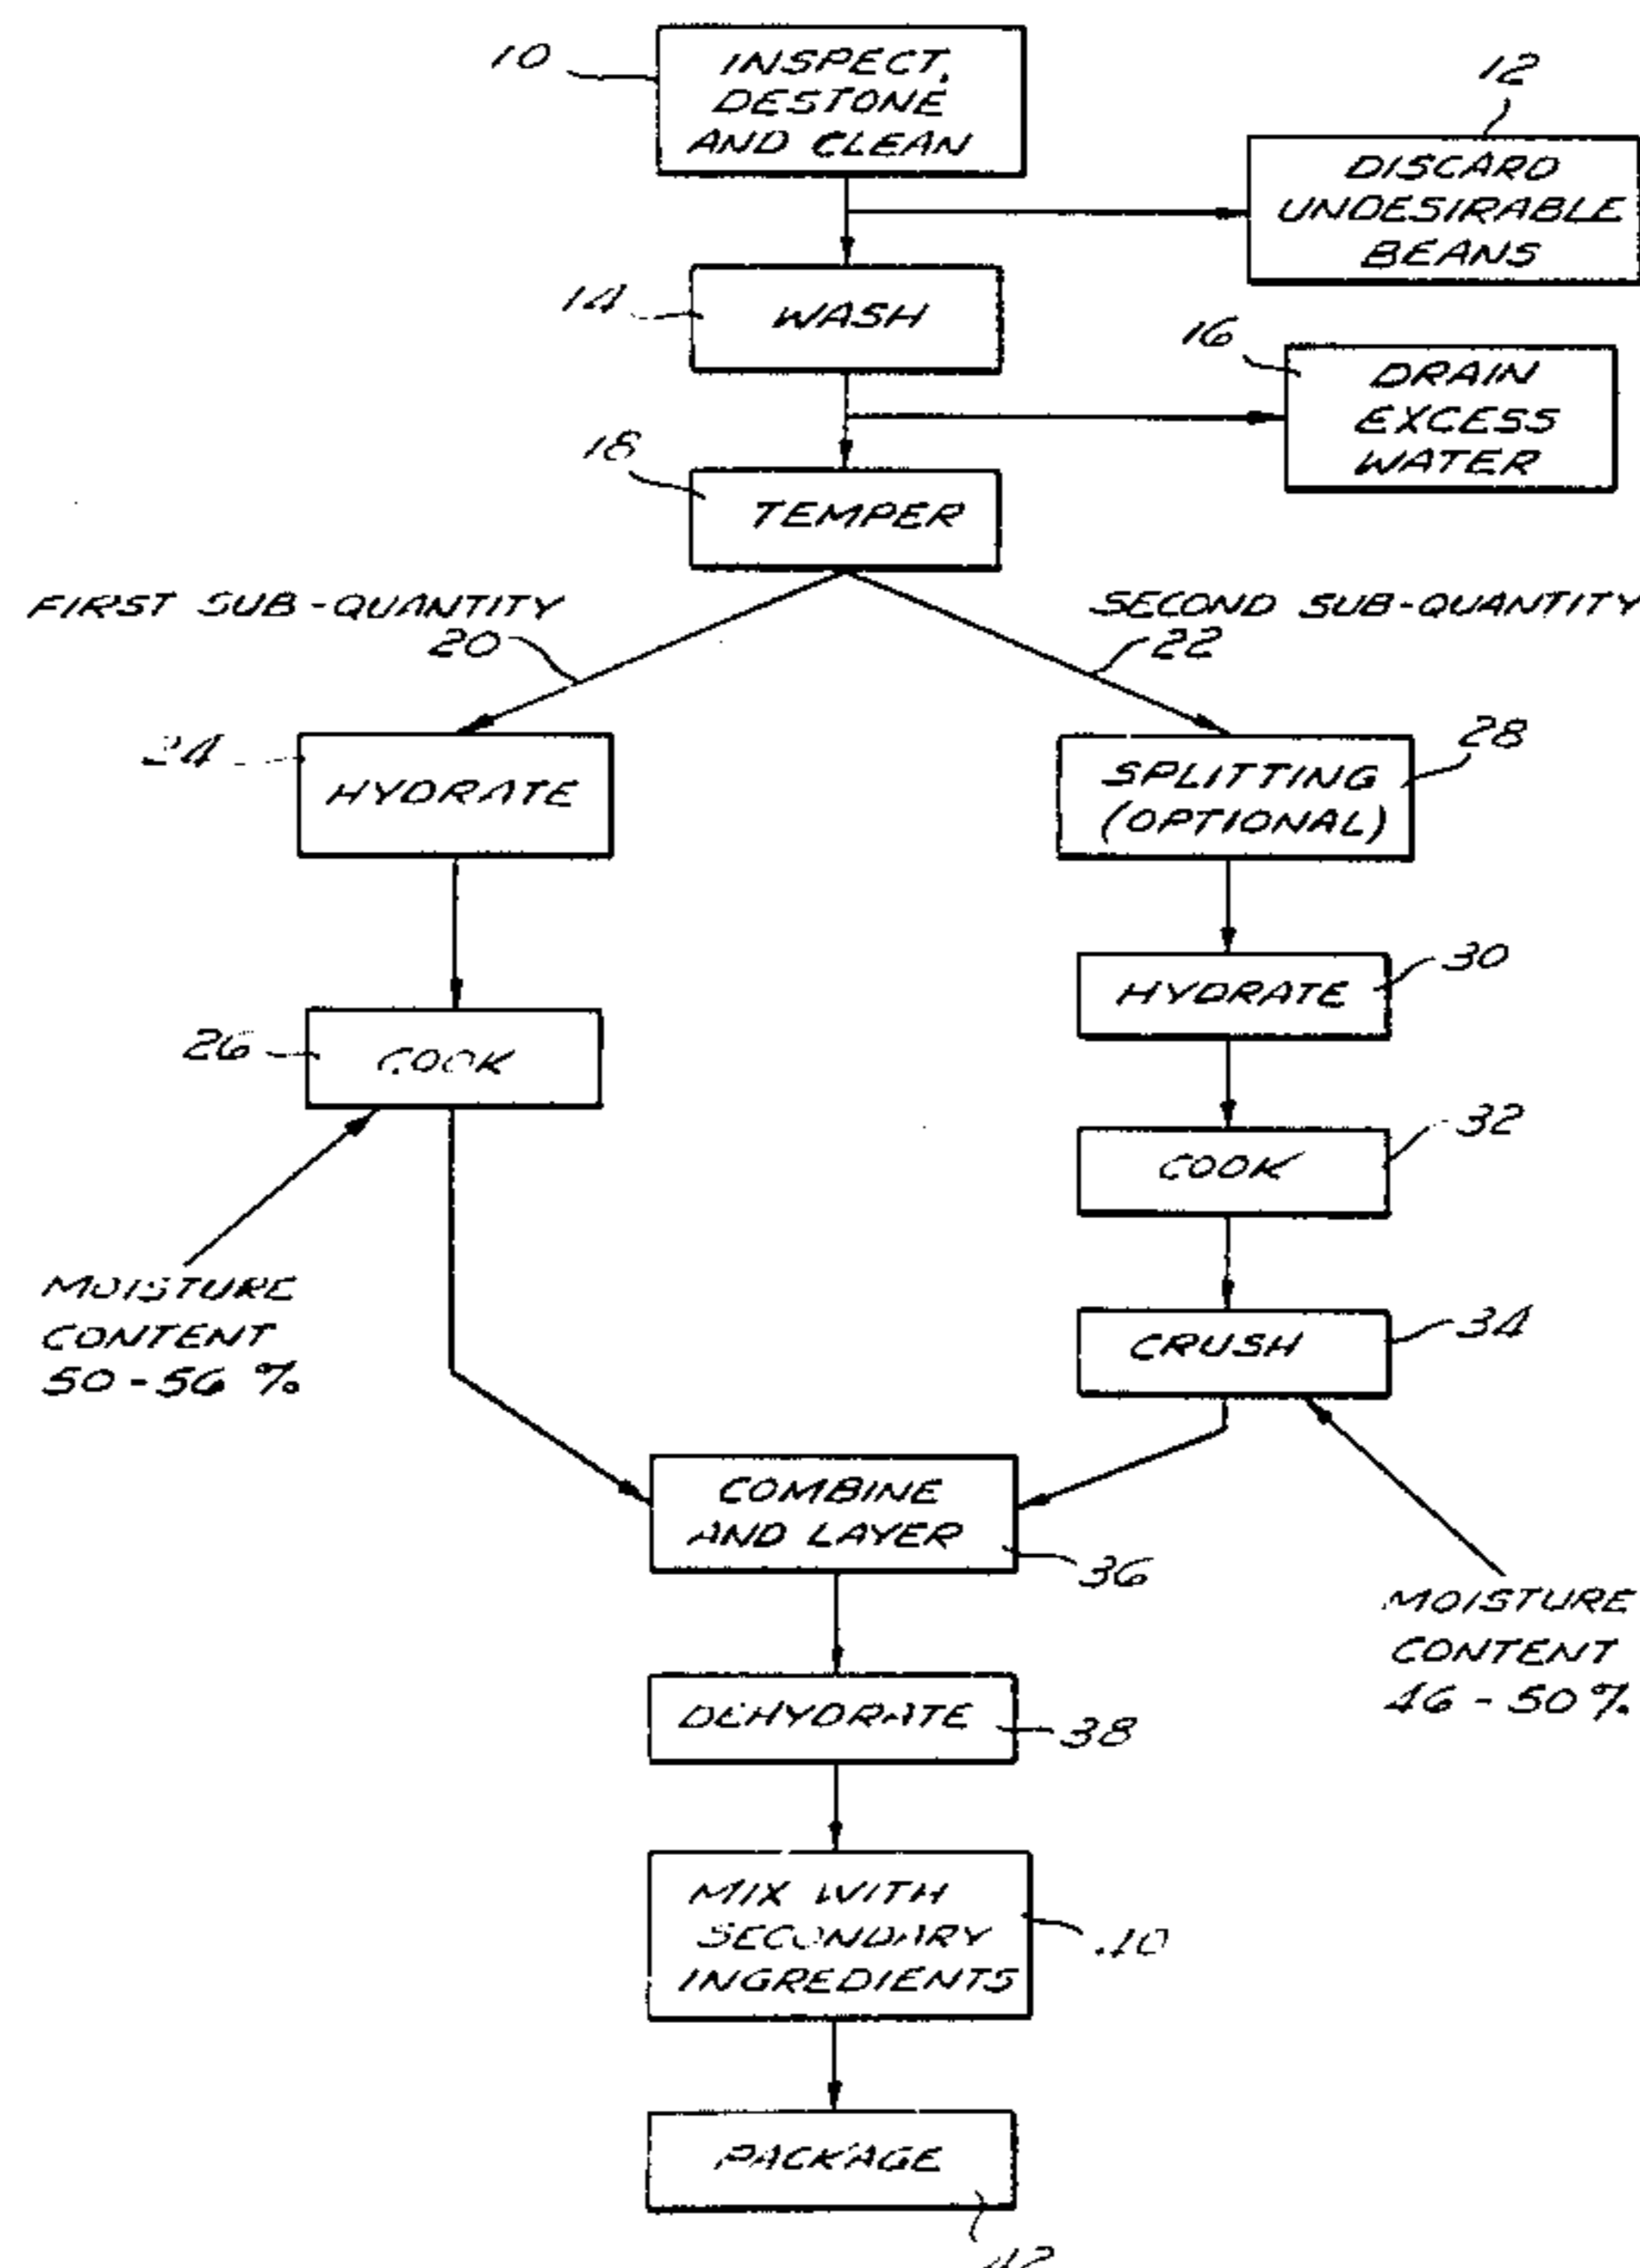 10
INSPECT,
DESTONE
AND CLEAN
12
DISCARD
UNDESIRABLE
BEANS
14
WASH
16
DRAIN
EXCESS
WATER
18
TEMPER
FIRST SUB-QUANTITY
20
SECOND SUB-QUANTITY
22
24
HYDRATE
28
SPLITTING
(OPTIONAL)
30
HYDRATE
26
COOK
32
COOK
MOISTURE
CONTENT
50-56 %
34
CRUSH
COMBINE
AND LAYER
36
MOISTURE
CONTENT
46-50%
DEHYDRATE
38
MIX WITH
SECONDARY
INGREDIENTS
40
PACKAGE
42